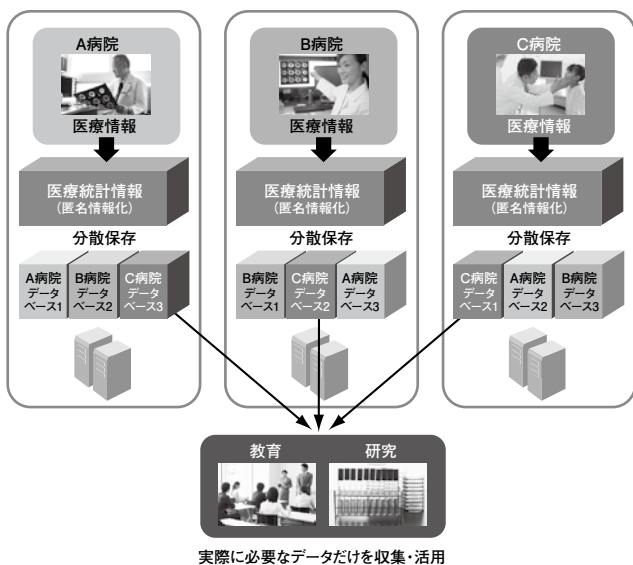 A病院
医療情報
医療統計情報
(匿名情報化)
分散保存
A病院
データ
ベース1
B病院
データ
ベース2
C病院
データ
ベース3
B病院
医療情報
医療統計情報
(匿名情報化)
分散保存
B病院
データ
ベース1
C病院
データ
ベース2
A病院
データ
ベース3
C病院
医療情報
医療統計情報
(匿名情報化)
分散保存
C病院
データ
ベース1
A病院
データ
ベース2
B病院
データ
ベース3
教育
研究
実際に必要なデータだけを収集・活用